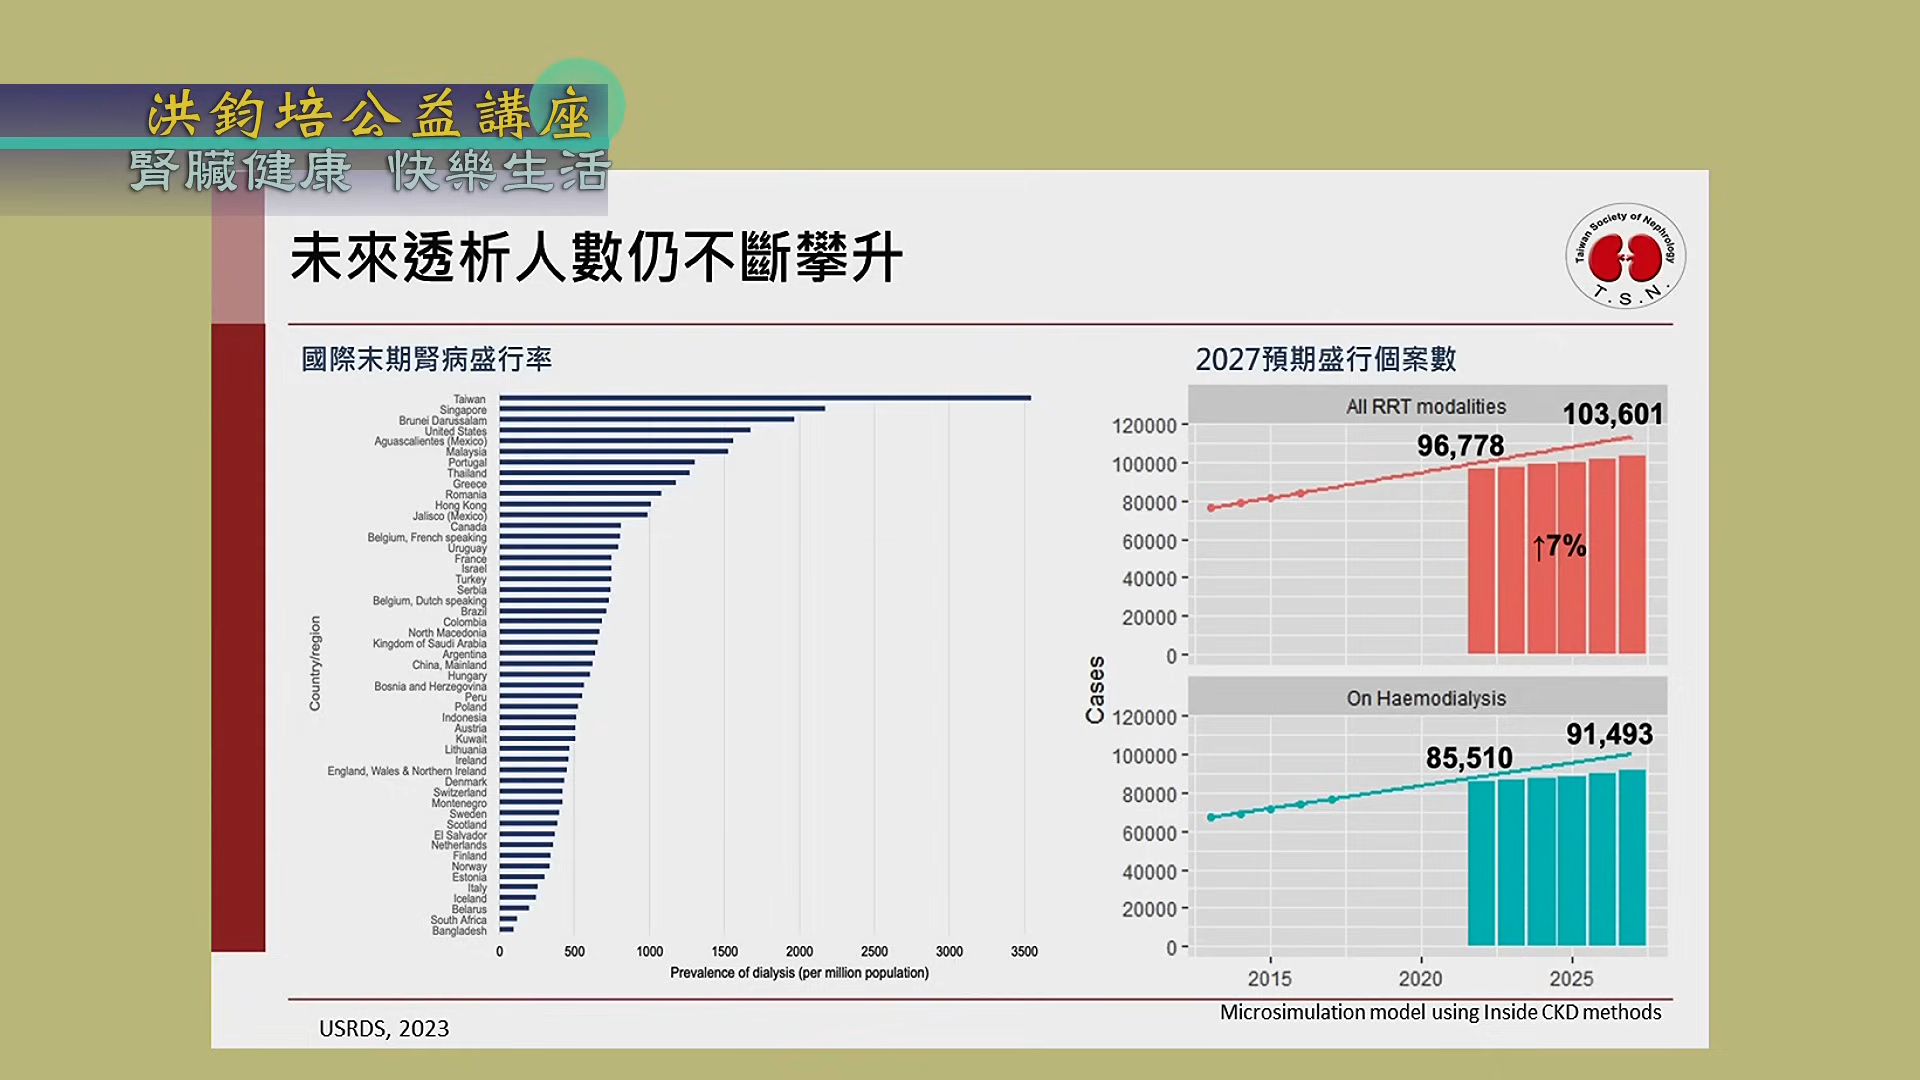 洪鈞培公益講座
腎臟健康 快樂生活
未來透析人數仍不斷攀升
Taiwan Society of Nephrology
T.S.N.
國際末期腎病盛行率
Country/region
Taiwan
Singapore
Brunei Darussalam
United States
Aguascalientes (Mexico)
Malaysia
Portugal
Thailand
Greece
Romania
Hong Kong
Jalisco (Mexico)
Canada
Belgium, French speaking
Uruguay
France
Israel
Turkey
Serbia
Belgium, Dutch speaking
Brazil
Colombia
North Macedonia
Kingdom of Saudi Arabia
Argentina
China, Mainland
Hungary
Bosnia and Herzegovina
Peru
Poland
Indonesia
Austria
Kuwait
Lithuania
Ireland
England, Wales & Northern Ireland
Denmark
Switzerland
Montenegro
Sweden
Scotland
El Salvador
Netherlands
Finland
Norway
Estonia
Italy
Iceland
Belarus
South Africa
Bangladesh
0 500 1000 1500 2000 2500 3000 3500
Prevalence of dialysis (per million population)
USRDS, 2023
2027預期盛行個案數
Cases
All RRT modalities
103,601
96,778
↑7%
120000
100000
80000
60000
40000
20000
0
On Haemodialysis
91,493
85,510
120000
100000
80000
60000
40000
20000
0
2015 2020 2025
Microsimulation model using Inside CKD methods